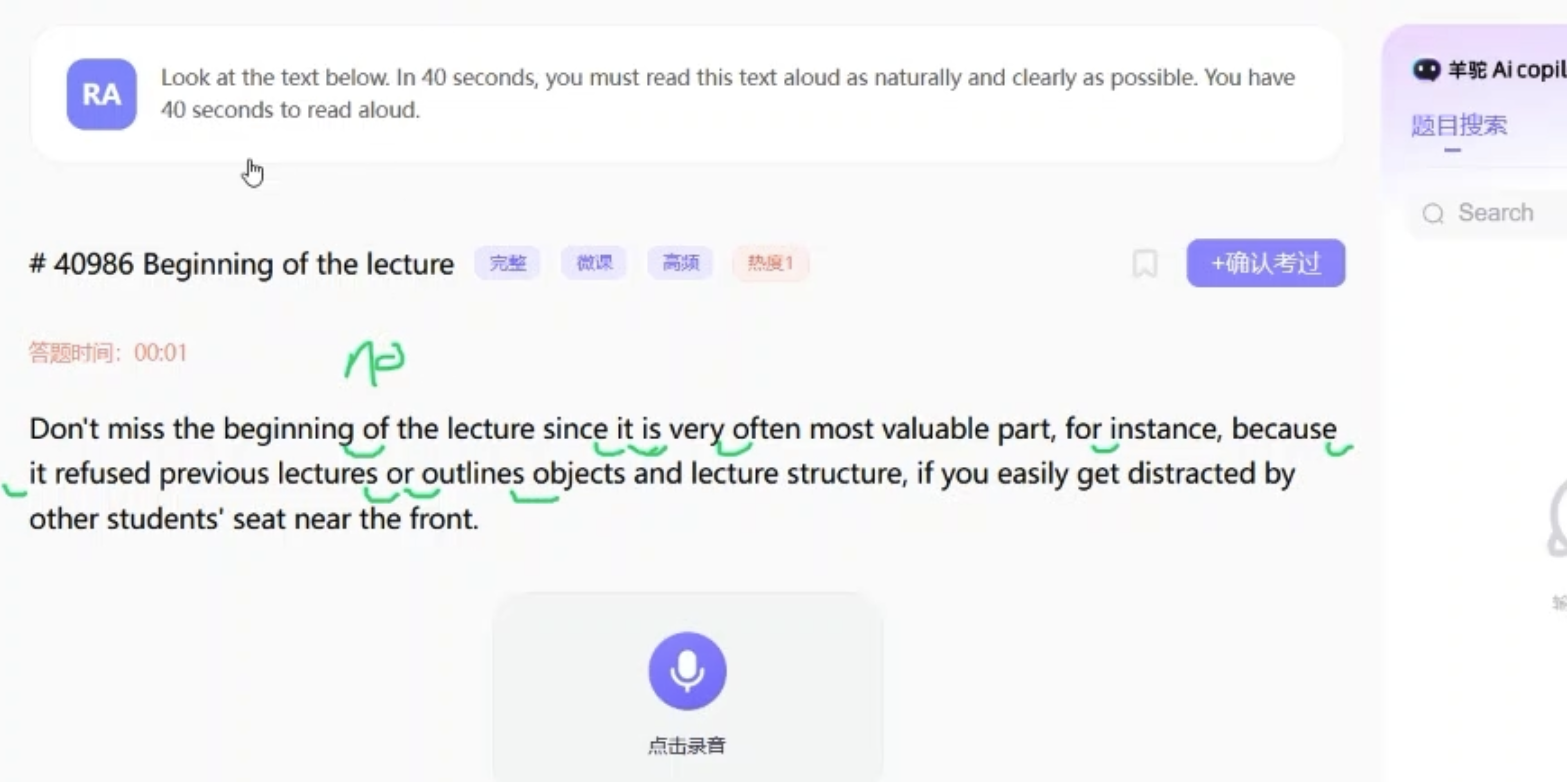 RA
Look at the text below. In 40 seconds, you must read this text aloud as naturally and clearly as possible. You have
40 seconds to read aloud.
羊驼 Ai copil
题目搜索
Search
# 40986 Beginning of the lecture 完整 微课 高频 热度1 +确认考过
答题时间：00:01
Don't miss the beginning of the lecture since it is very often most valuable part, for instance, because
it refused previous lectures or outlines objects and lecture structure, if you easily get distracted by
other students' seat near the front.
点击录音